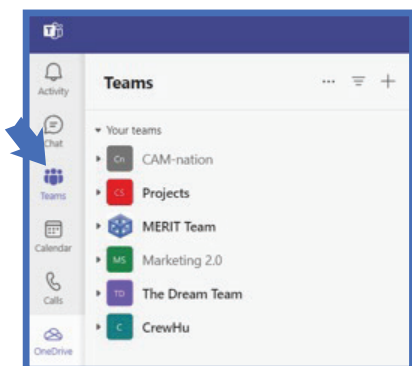 Activity
Chat
Teams
Calendar
Calls
OneDrive
Teams
Your teams
Cn CAM-nation
CS Projects
MERIT Team
MS Marketing 2.0
TD The Dream Team
C CrewHu